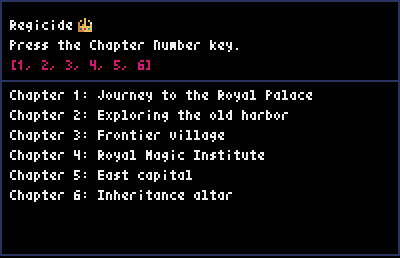 Regicide
Press the Chapter Number key.
[1, 2, 3, 4, 5, 6]
Chapter 1: Journey to the Royal Palace
Chapter 2: Exploring the old harbor
Chapter 3: Frontier village
Chapter 4: Royal Magic Institute
Chapter 5: East capital
Chapter 6: Inheritance altar